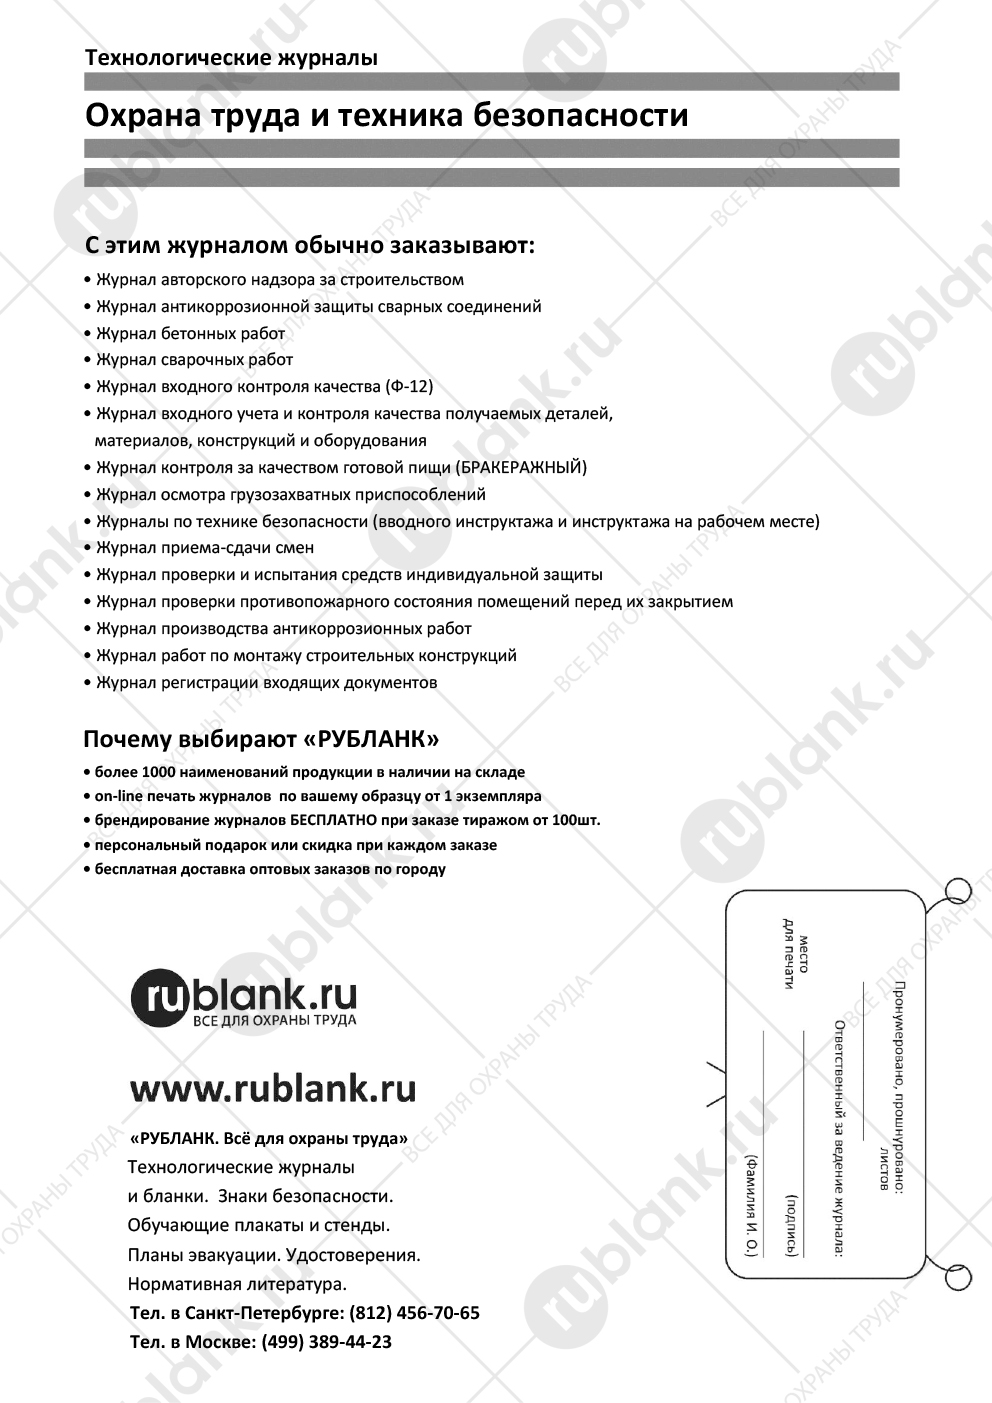 Технологические журналы
Охрана труда и техника безопасности
С этим журналом обычно заказывают:
• Журнал авторского надзора за строительством
• Журнал антикоррозионной защиты сварных соединений
• Журнал бетонных работ
• Журнал сварочных работ
• Журнал входного контроля качества (Ф-12)
• Журнал входного учета и контроля качества получаемых деталей,
материалов, конструкций и оборудования
• Журнал контроля за качеством готовой пищи (БРАКЕРАЖНЫЙ)
• Журнал осмотра грузозахватных приспособлений
• Журналы по технике безопасности (вводного инструктажа и инструктажа на рабочем месте)
• Журнал приема-сдачи смен
• Журнал проверки и испытания средств индивидуальной защиты
• Журнал проверки противопожарного состояния помещений перед их закрытием
• Журнал производства антикоррозионных работ
• Журнал работ по монтажу строительных конструкций
• Журнал регистрации входящих документов
Почему выбирают «РУБЛАНК»
• более 1000 наименований продукции в наличии на складе
• on-line печать журналов по вашему образцу от 1 экземпляра
• брендирование журналов БЕСПЛАТНО при заказе тиражом от 100шт.
• персональный подарок или скидка при каждом заказе
• бесплатная доставка оптовых заказов по городу
rublank.ru
ВСЕ ДЛЯ ОХРАНЫ ТРУДА
www.rublank.ru
«РУБЛАНК. Всё для охраны труда»
Технологические журналы
и бланки. Знаки безопасности.
Обучающие плакаты и стенды.
Планы эвакуации. Удостоверения.
Нормативная литература.
Тел. в Санкт-Петербурге: (812) 456-70-65
Тел. в Москве: (499) 389-44-23
Пронумеровано, прошнуровано:
листов
Ответственный за ведение журнала:
место
для печати
(подпись)
(Фамилия И. О.)